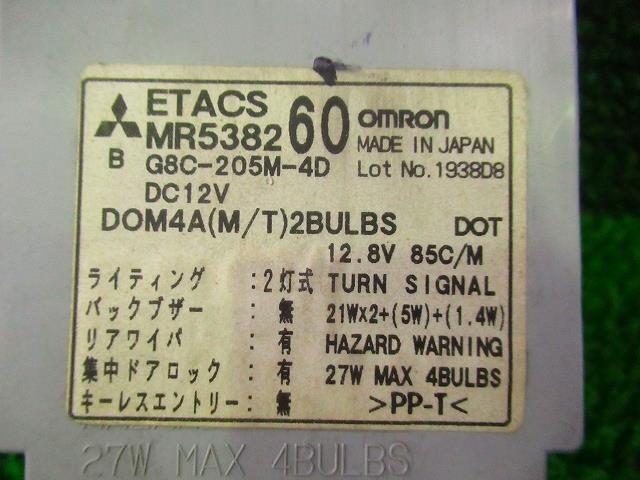 ETACS
MR538260 omron
B G8C-205M-4D MADE IN JAPAN
DC12V Lot No.1938D8
DOM4A(M/T)2BULBS DOT
12.8V 85C/M
ライティング :2灯式 TURN SIGNAL
バックブザー :無 21W×2+(5W)+(1.4W)
リアワイパ :有 HAZARD WARNING
集中ドアロック :有 27W MAX 4BULBS
キーレスエントリー:無 >PP-T<
27W MAX 4BULBS